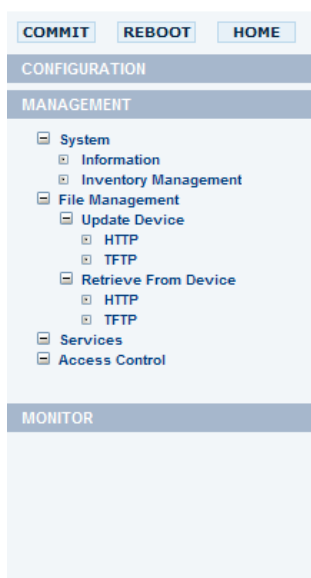 COMMIT REBOOT HOME
CONFIGURATION
MANAGEMENT
System
Information
Inventory Management
File Management
Update Device
HTTP
TFTP
Retrieve From Device
HTTP
TFTP
Services
Access Control
MONITOR